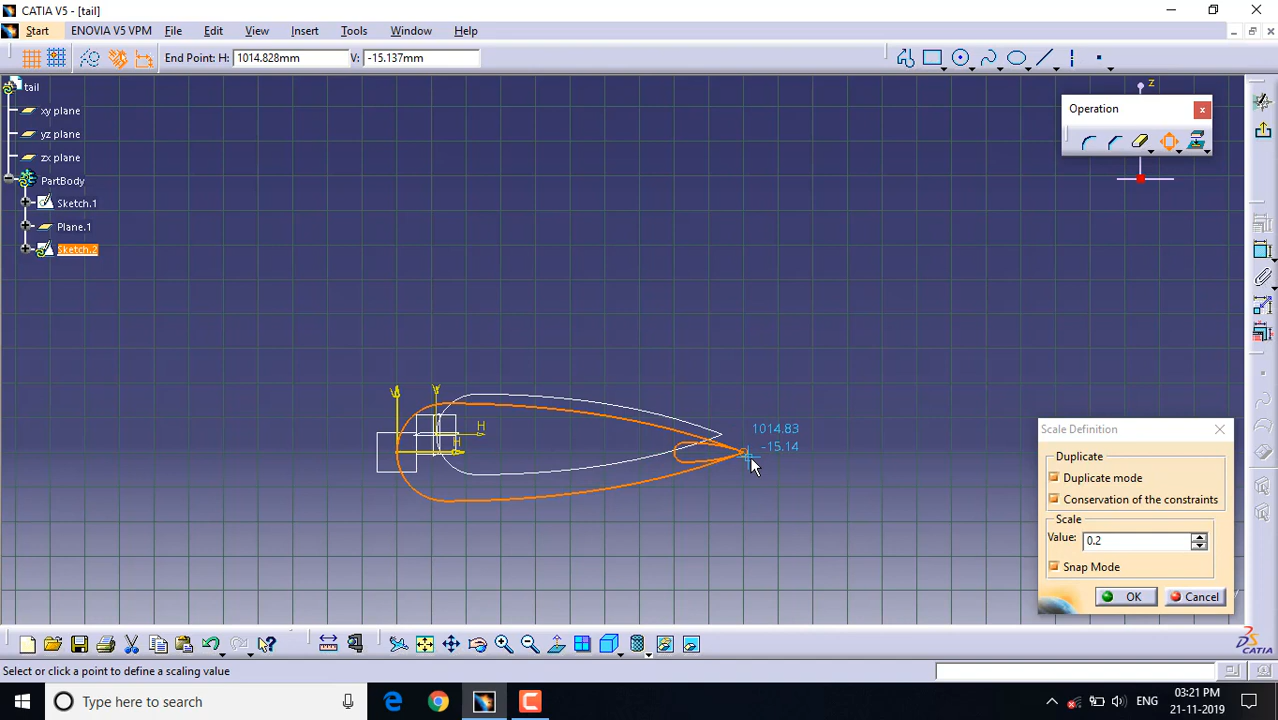 CATIA V5 - [tail]
Start ENOVIA V5 VPM File Edit View Insert Tools Window Help
End Point: H: 1014.828mm V: -15.137mm
tail
xy plane
yz plane
zx plane
PartBody
Sketch.1
Plane.1
Sketch.2
z
Operation
V
V
H
H
1014.83
-15.14
Scale Definition
Duplicate
Duplicate mode
Conservation of the constraints
Scale
Value: 0.2
Snap Mode
OK Cancel
CATIA
Select or click a point to define a scaling value
Type here to search
ENG
03:21 PM
21-11-2019